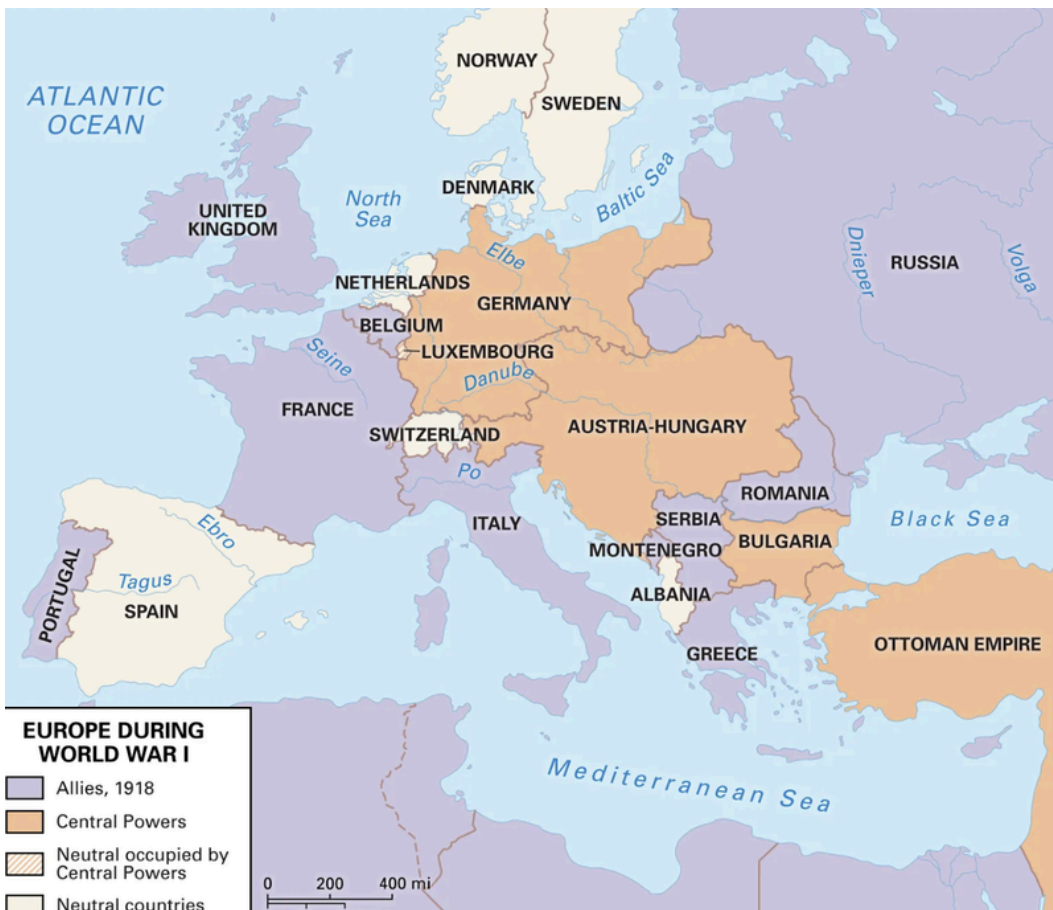 NORWAY
SWEDEN
ATLANTIC
OCEAN
North
Sea
DENMARK
Baltic Sea
UNITED
KINGDOM
Elbe
Dnieper
Volga
RUSSIA
NETHERLANDS
GERMANY
BELGIUM
LUXEMBOURG
Seine
Danube
FRANCE
SWITZERLAND
AUSTRIA-HUNGARY
Po
ROMANIA
ITALY
SERBIA
Black Sea
Ebro
MONTENEGRO
BULGARIA
PORTUGAL
Tagus
SPAIN
ALBANIA
GREECE
OTTOMAN EMPIRE
Mediterranean Sea
EUROPE DURING
WORLD WAR I
Allies, 1918
Central Powers
Neutral occupied by
Central Powers
Neutral countries
0 200 400 mi